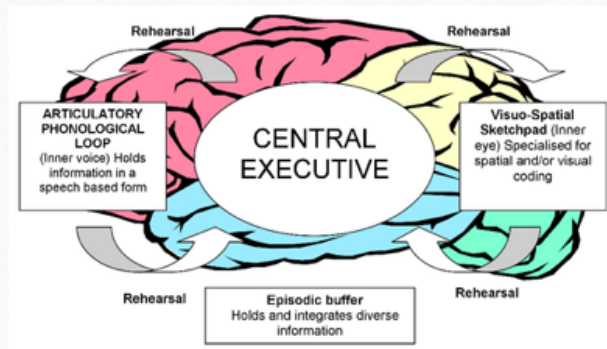 Rehearsal
Rehearsal
ARTICULATORY
PHONOLOGICAL
LOOP
(Inner voice) Holds
information in a
speech based form
CENTRAL
EXECUTIVE
Visuo-Spatial
Sketchpad (Inner
eye) Specialised for
spatial and/or visual
coding
Rehearsal
Rehearsal
Episodic buffer
Holds and integrates diverse
information